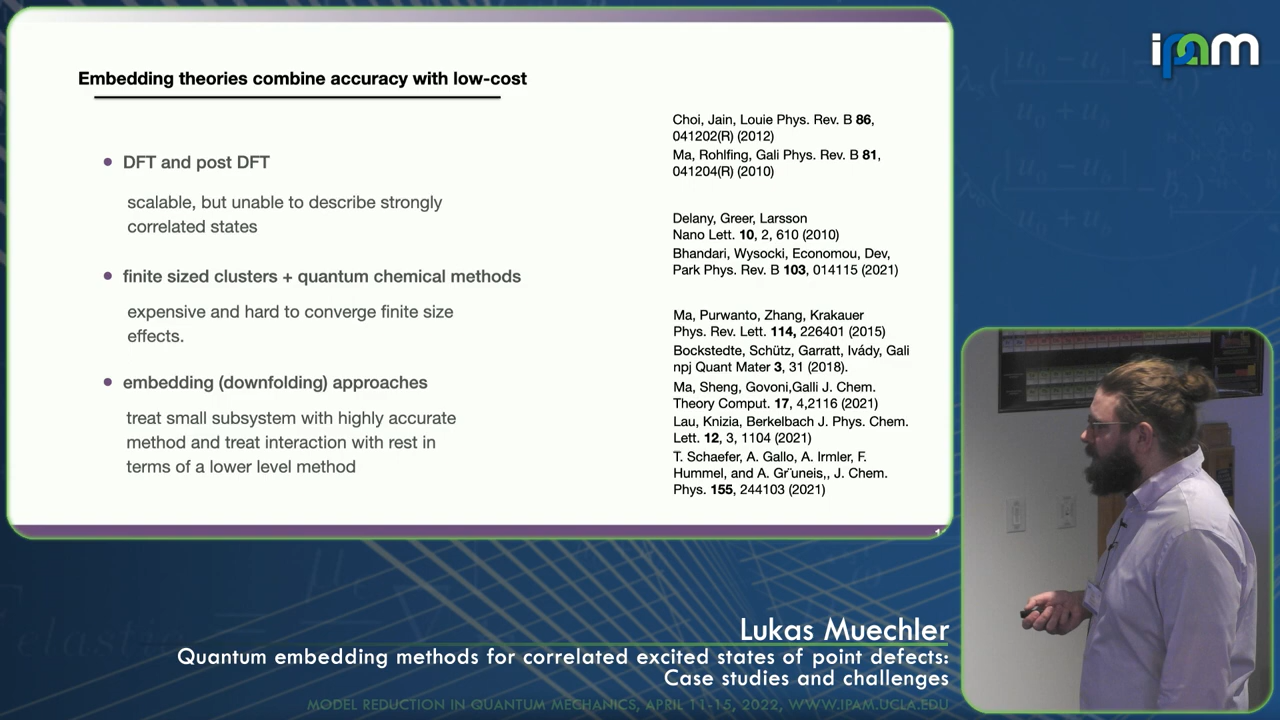 Embedding theories combine accuracy with low-cost
• DFT and post DFT
scalable, but unable to describe strongly
correlated states
• finite sized clusters + quantum chemical methods
expensive and hard to converge finite size
effects.
• embedding (downfolding) approaches
treat small subsystem with highly accurate
method and treat interaction with rest in
terms of a lower level method
Choi, Jain, Louie Phys. Rev. B 86,
041202(R) (2012)
Ma, Rohlfing, Gali Phys. Rev. B 81,
041204(R) (2010)
Delany, Greer, Larsson
Nano Lett. 10, 2, 610 (2010)
Bhandari, Wysocki, Economou, Dev,
Park Phys. Rev. B 103, 014115 (2021)
Ma, Purwanto, Zhang, Krakauer
Phys. Rev. Lett. 114, 226401 (2015)
Bockstedte, Schütz, Garratt, Ivády, Gali
npj Quant Mater 3, 31 (2018).
Ma, Sheng, Govoni,Galli J. Chem.
Theory Comput. 17, 4,2116 (2021)
Lau, Knizia, Berkelbach J. Phys. Chem.
Lett. 12, 3, 1104 (2021)
T. Schaefer, A. Gallo, A. Irmler, F.
Hummel, and A. Gr¨uneis,, J. Chem.
Phys. 155, 244103 (2021)
ipam
Lukas Muechler
Quantum embedding methods for correlated excited states of point defects:
Case studies and challenges
MODEL REDUCTION IN QUANTUM MECHANICS, APRIL 11-15, 2022, WWW.IPAM.UCLA.EDU